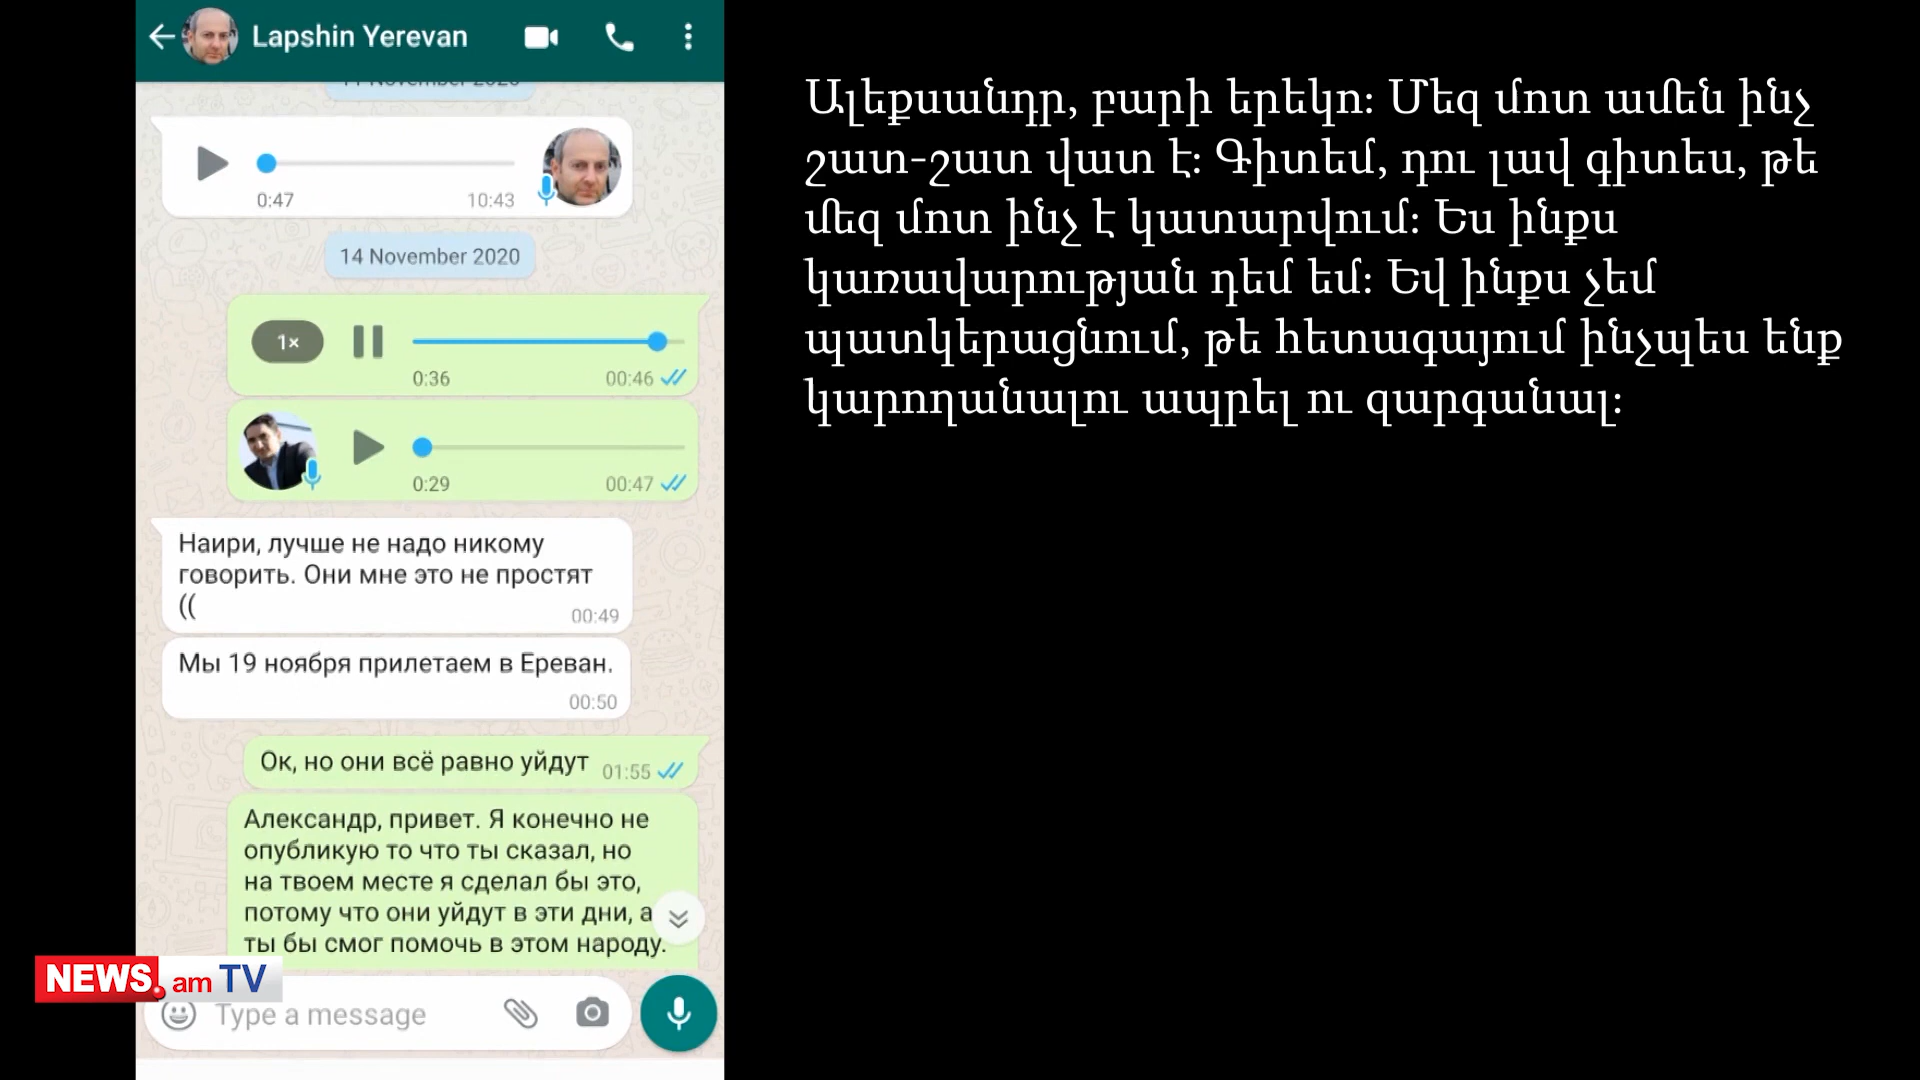 Lapshin Yerevan
11 November 2020
0:47 10:43
14 November 2020
1×
0:36 00:46
0:29 00:47
Наири, лучше не надо никому
говорить. Они мне это не простят
((
00:49
Мы 19 ноября прилетаем в Ереван.
00:50
Ок, но они всё равно уйдут 01:55
Александр, привет. Я конечно не
опубликую то что ты сказал, но
на твоем месте я сделал бы это,
потому что они уйдут в эти дни, а
ты бы смог помочь в этом народу.
Type a message
NEWS.am TV
Ալեքսանդր, բարի երեկո: Մեզ մոտ ամեն ինչ
շատ-շատ վատ է: Գիտեմ, դու լավ գիտես, թե
մեզ մոտ ինչ է կատարվում: Ես ինքս
կառավարության դեմ եմ: Եվ ինքս չեմ
պատկերացնում, թե հետագայում ինչպես ենք
կարողանալու ապրել ու զարգանալ: